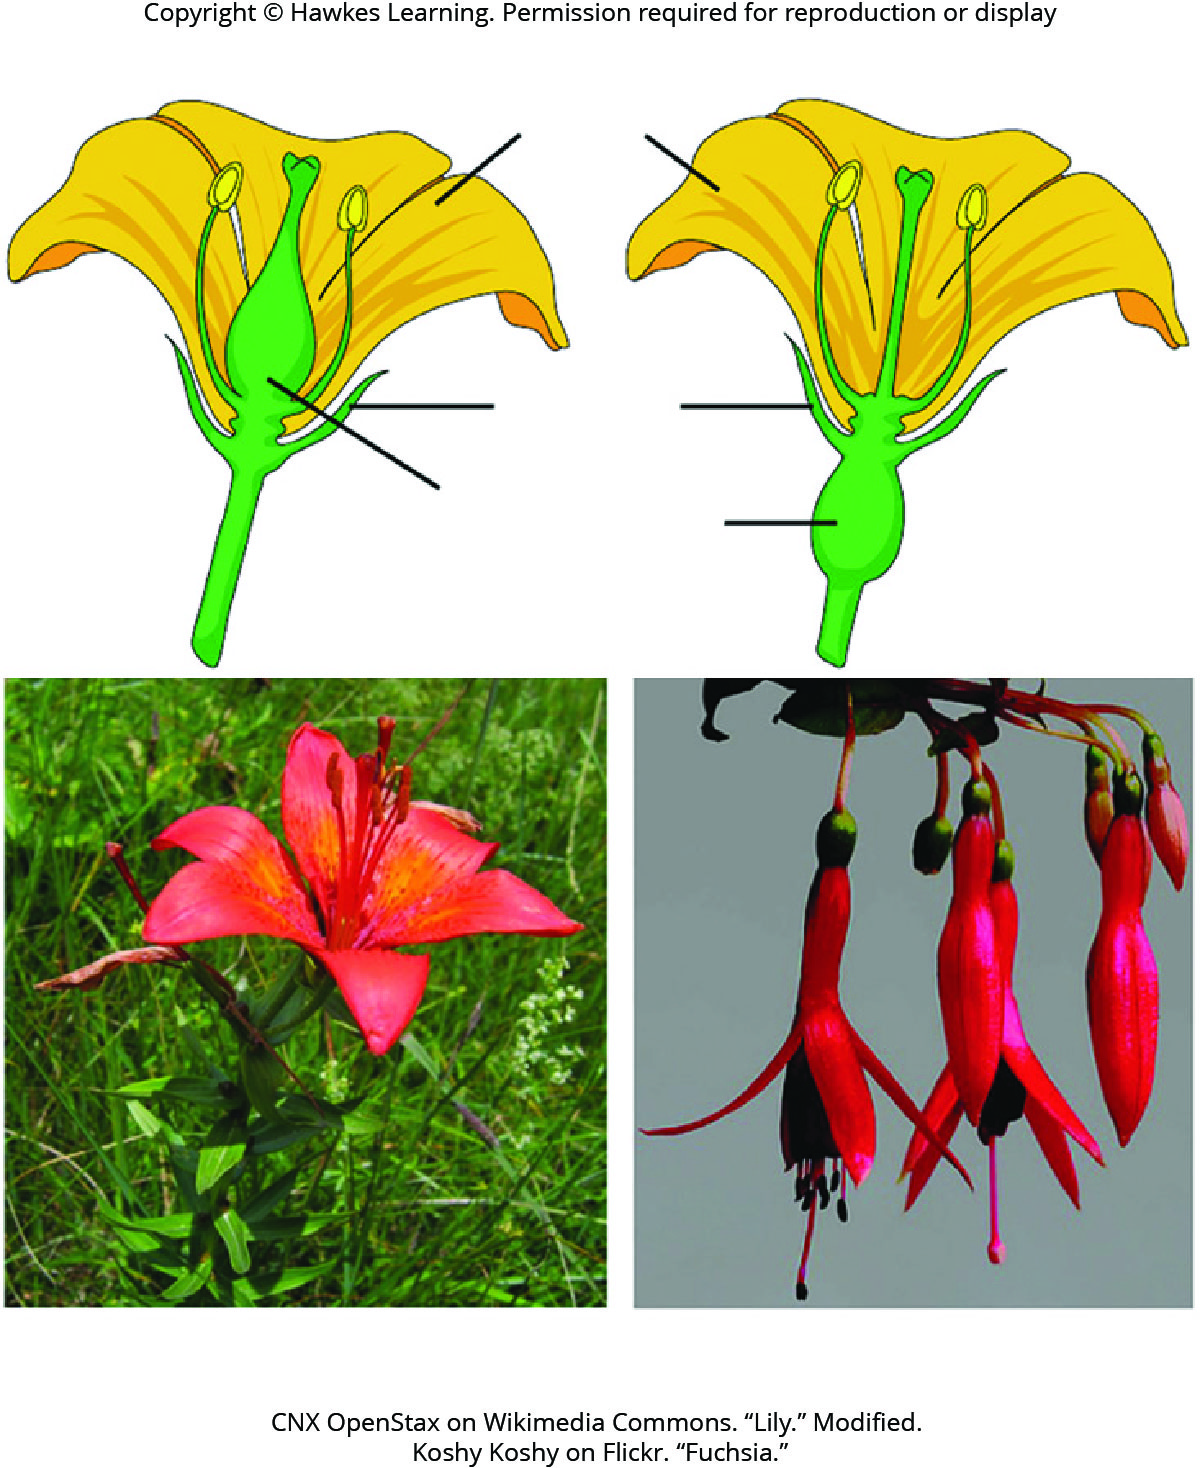 Copyright © Hawkes Learning. Permission required for reproduction or display
CNX OpenStax on Wikimedia Commons. “Lily.” Modified.
Koshy Koshy on Flickr. “Fuchsia.”